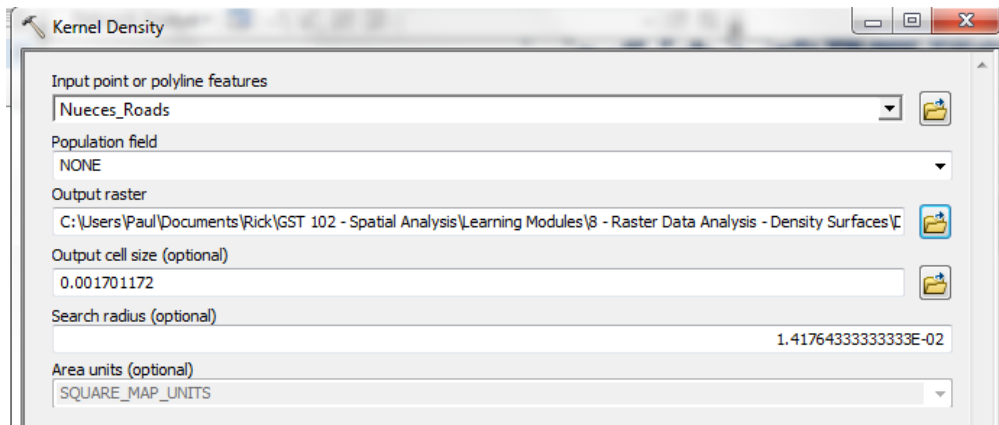 Kernel Density
Input point or polyline features
Nueces_Roads
Population field
NONE
Output raster
C:\Users\Paul\Documents\Rick\GST 102 - Spatial Analysis\Learning Modules\8 - Raster Data Analysis - Density Surfaces\D
Output cell size (optional)
0.001701172
Search radius (optional)
1.41764333333333E-02
Area units (optional)
SQUARE_MAP_UNITS